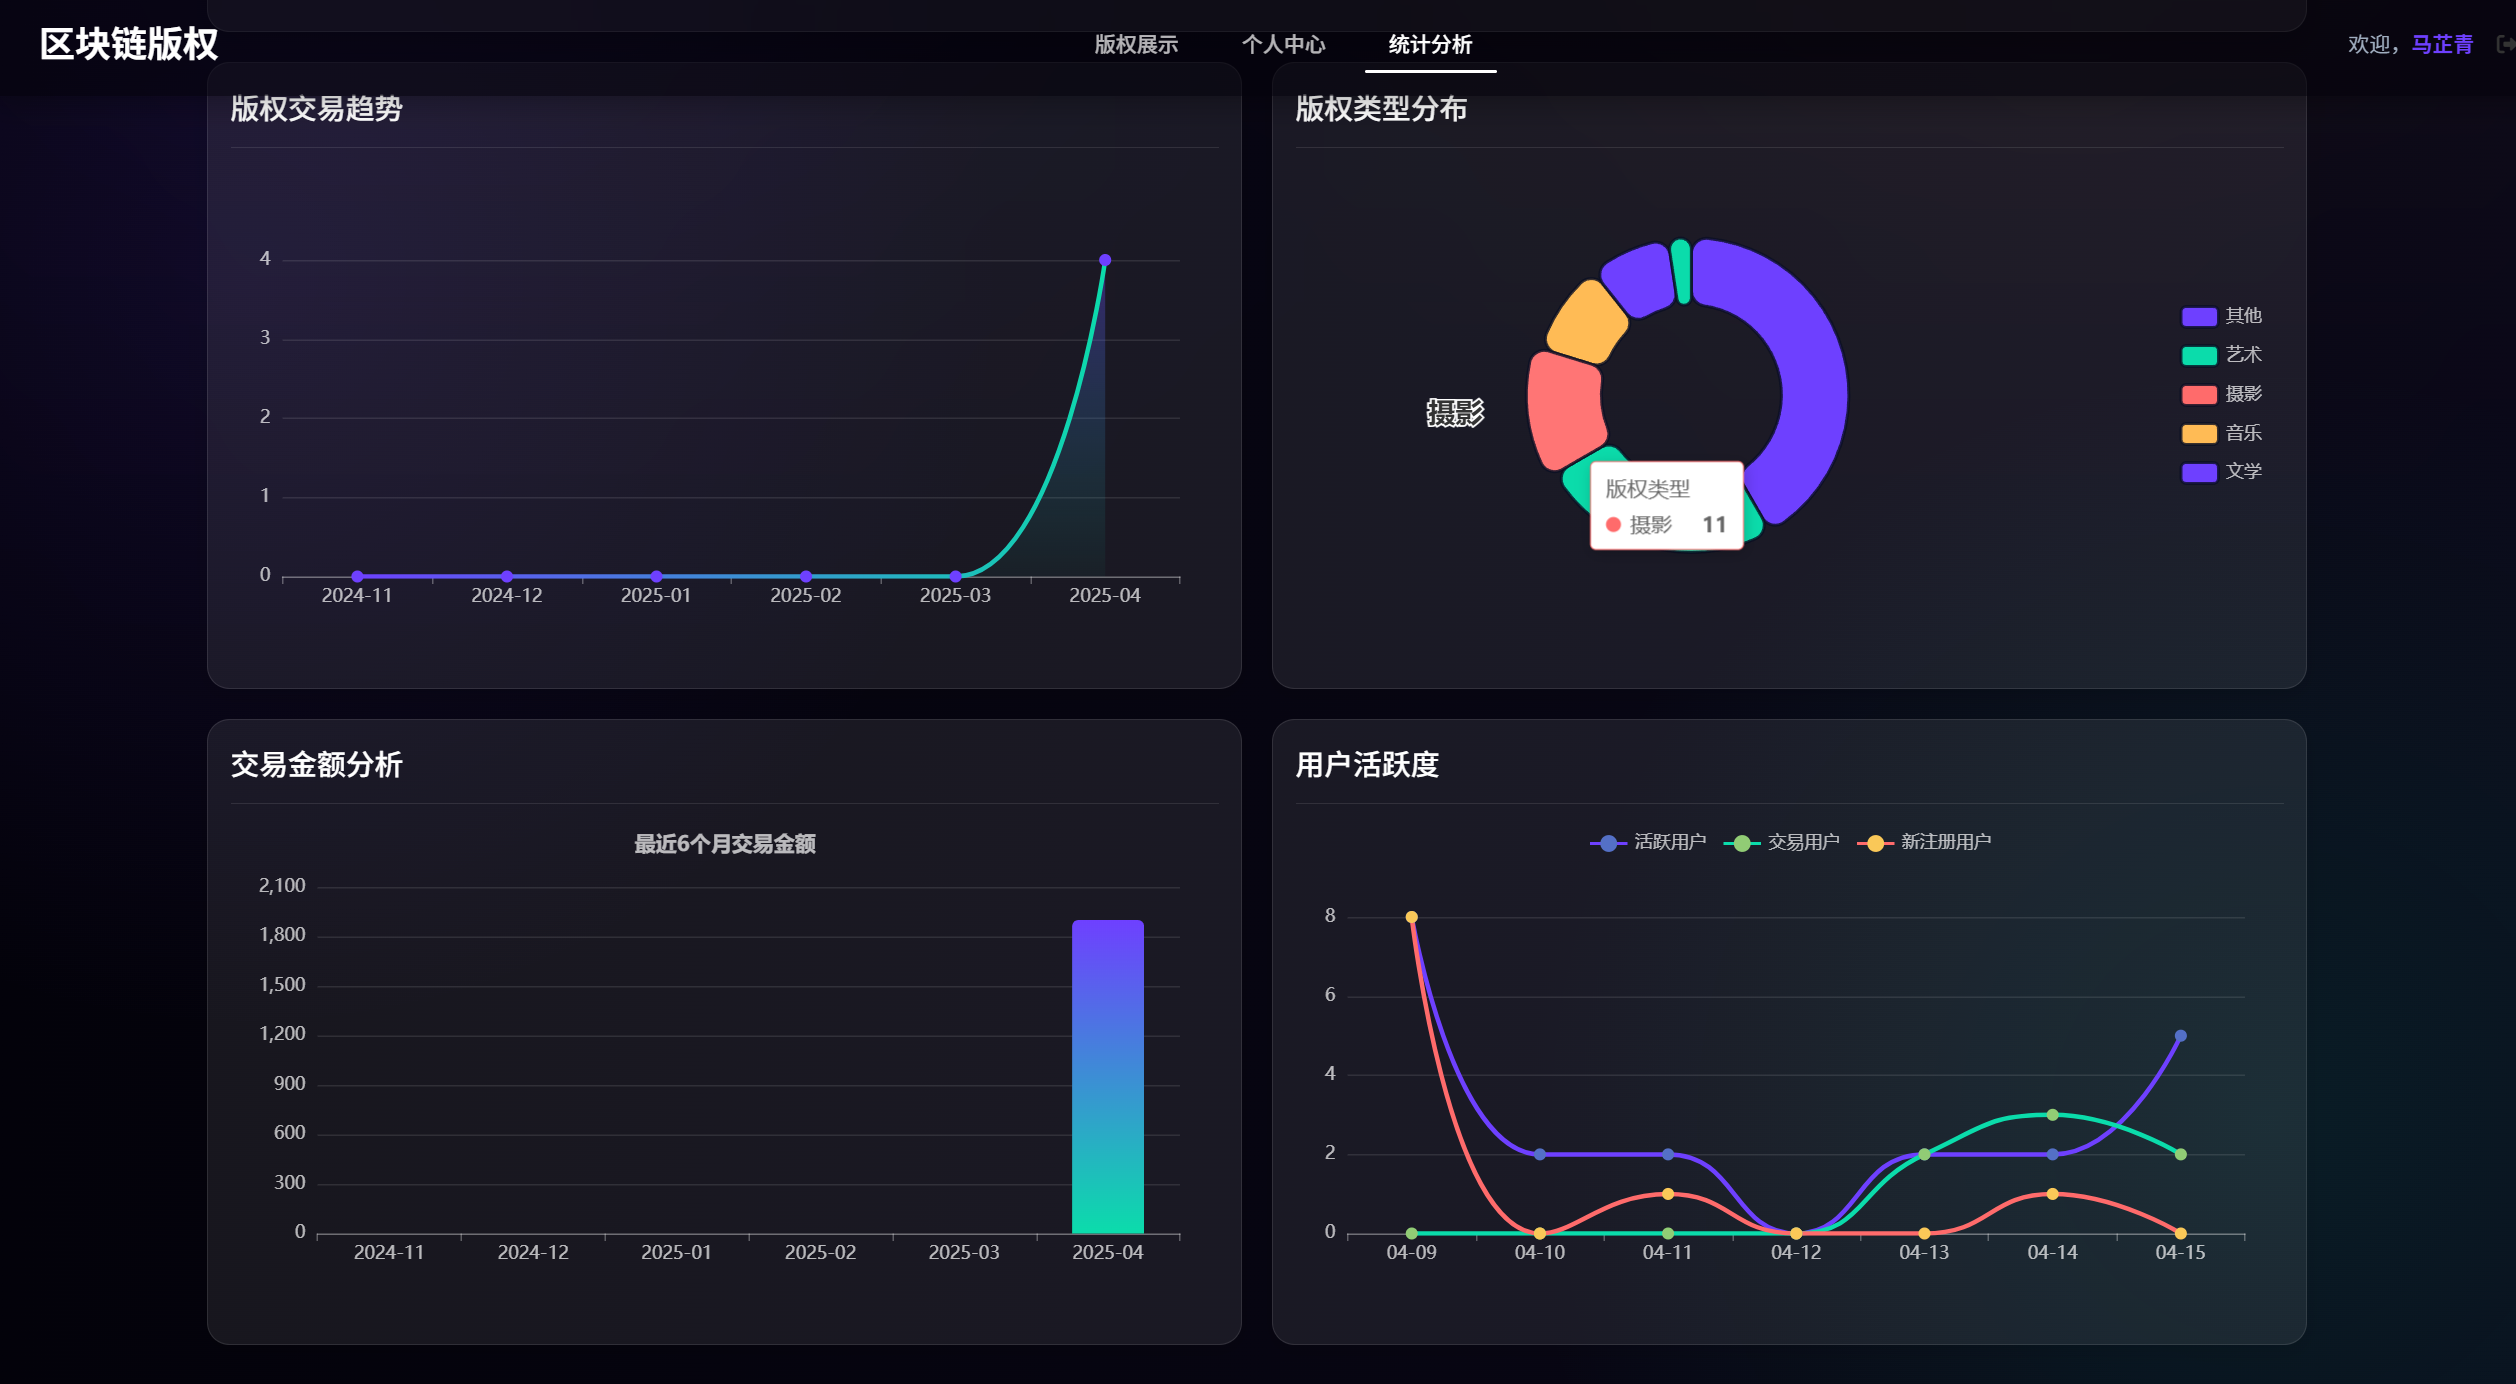 区块链版权
版权展示 个人中心 统计分析
欢迎，马芷青
版权交易趋势
4
3
2
1
0
2024-11 2024-12 2025-01 2025-02 2025-03 2025-04
版权类型分布
摄影
版权类型
摄影 11
其他
艺术
摄影
音乐
文学
交易金额分析
最近6个月交易金额
2,100
1,800
1,500
1,200
900
600
300
0
2024-11 2024-12 2025-01 2025-02 2025-03 2025-04
用户活跃度
活跃用户 交易用户 新注册用户
8
6
4
2
0
04-09 04-10 04-11 04-12 04-13 04-14 04-15